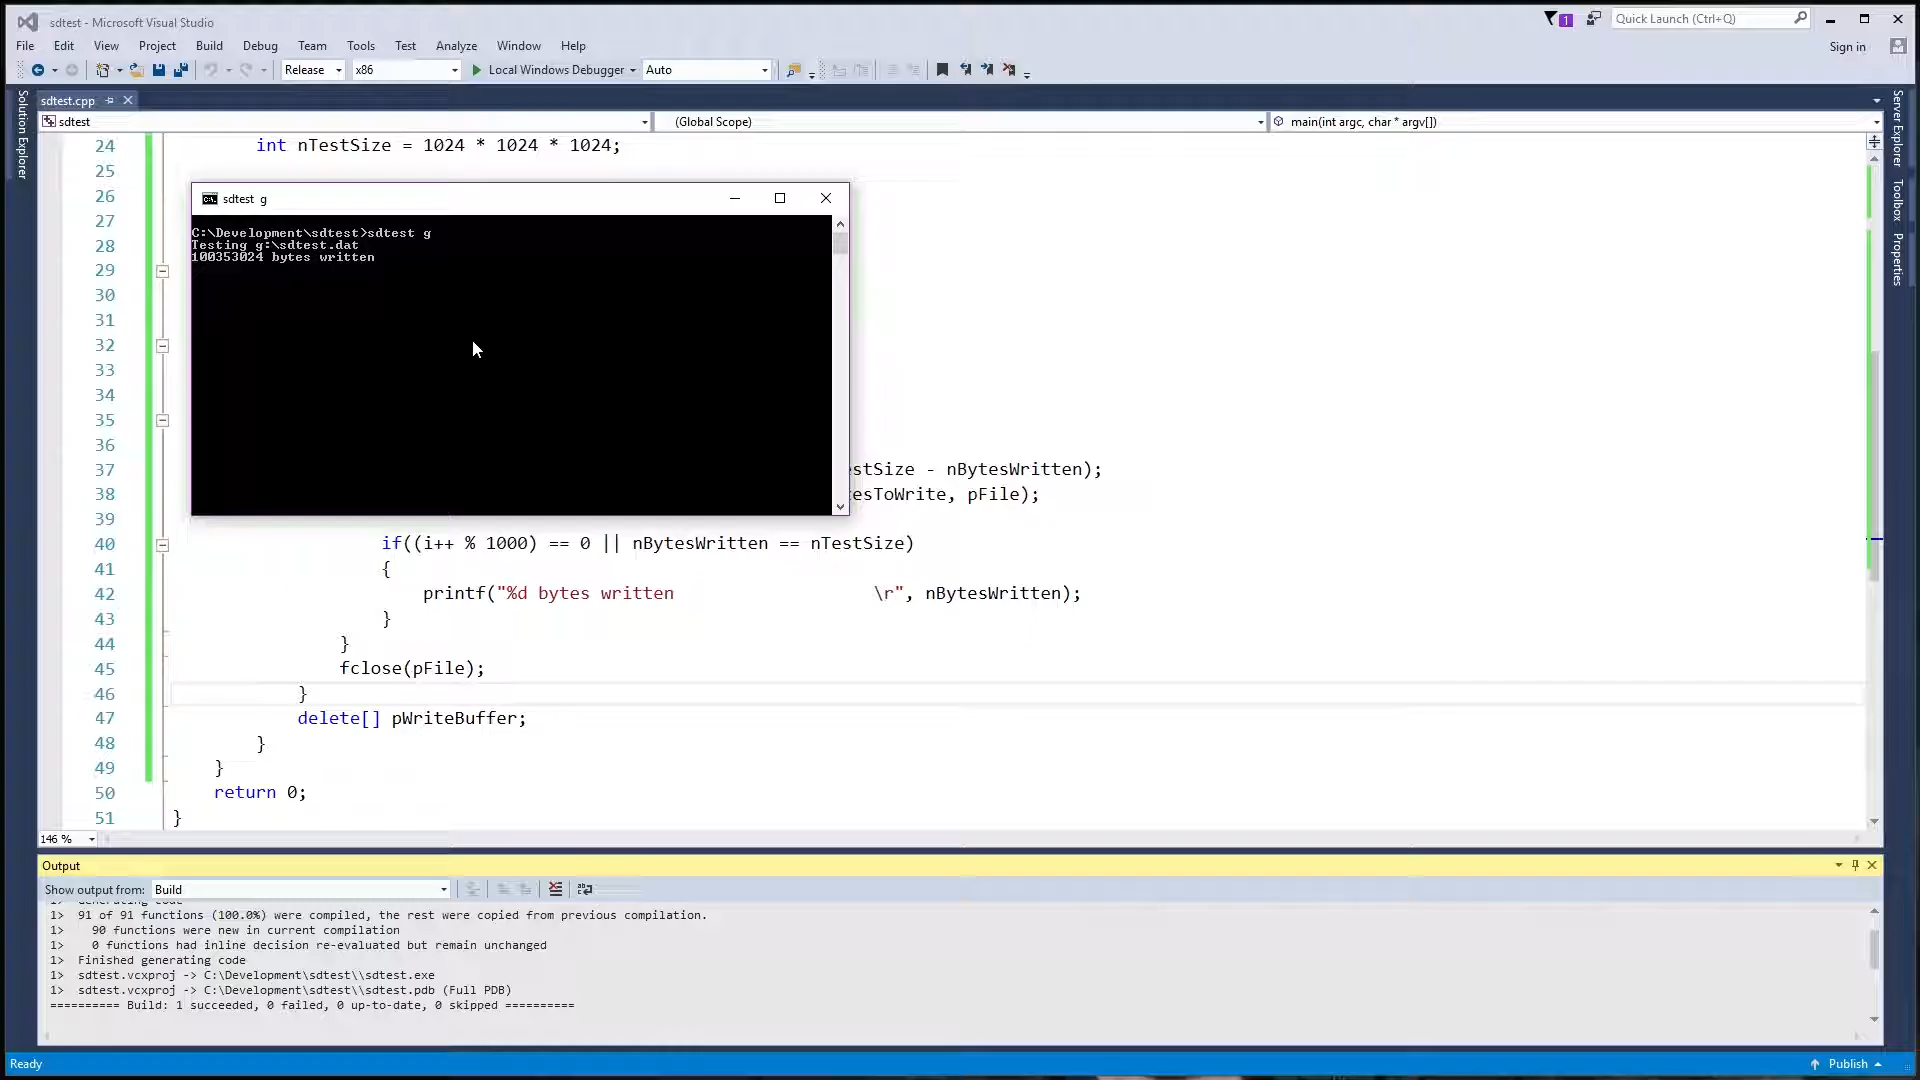 sdtest - Microsoft Visual Studio
1
Quick Launch (Ctrl+Q)
File Edit View Project Build Debug Team Tools Test Analyze Window Help
Sign in
Release x86 Local Windows Debugger Auto
Solution Explorer
sdtest.cpp
sdtest (Global Scope) main(int argc, char * argv[])
Server Explorer
Toolbox
Properties
24 int nTestSize = 1024 * 1024 * 1024;
25
26
sdtest g
27
C:\Development\sdtest>sdtest g
28
Testing g:\sdtest.dat
100353024 bytes written
29
30
31
32
33
34
35
36
37 estSize - nBytesWritten);
38 esToWrite, pFile);
39
40 if((i++ % 1000) == 0 || nBytesWritten == nTestSize)
41 {
42 printf("%d bytes written \r", nBytesWritten);
43 }
44 }
45 fclose(pFile);
46 }
47 delete[] pWriteBuffer;
48 }
49 }
50 return 0;
51 }
146 %
Output
Show output from: Build
1> Generating code
1> 91 of 91 functions (100.0%) were compiled, the rest were copied from previous compilation.
1> 90 functions were new in current compilation
1> 0 functions had inline decision re-evaluated but remain unchanged
1> Finished generating code
1> sdtest.vcxproj -> C:\Development\sdtest\\sdtest.exe
1> sdtest.vcxproj -> C:\Development\sdtest\\sdtest.pdb (Full PDB)
========== Build: 1 succeeded, 0 failed, 0 up-to-date, 0 skipped ==========
Ready
Publish